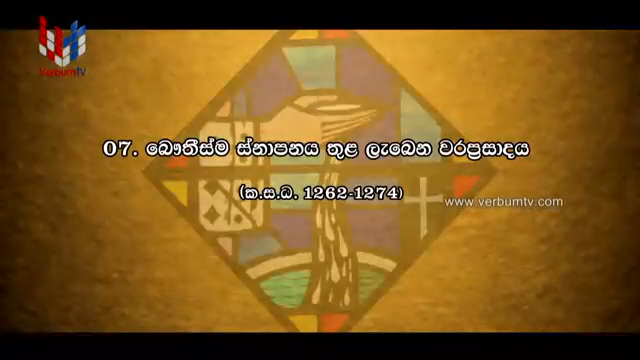 VerbumTV
07. බෞතීස්ම ස්නාපනය තුළ ලැබෙන වරප්‍රසාදය
(ක.ස.ධ. 1262-1274)
www.verbumtv.com